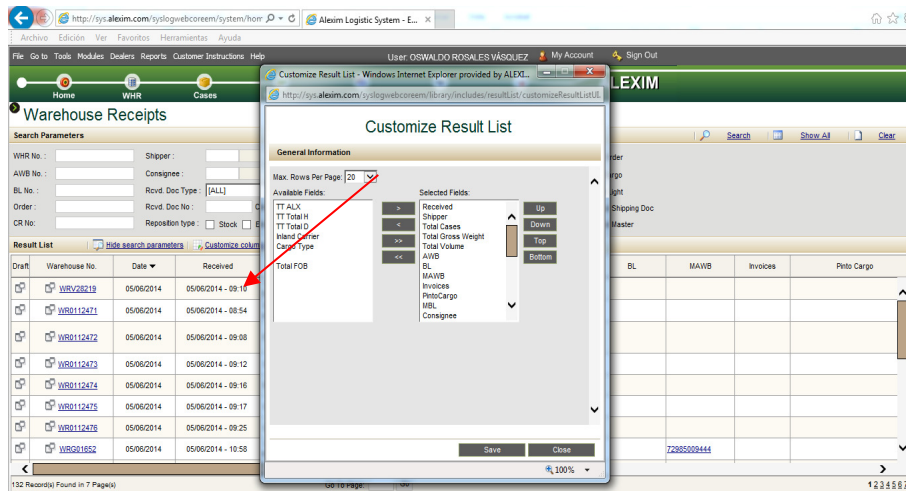 http://sys.alexim.com/syslogwebcoreem/system/horr
Alexim Logistic System - E...
Archivo Edición Ver Favoritos Herramientas Ayuda
File Go to Tools Modules Dealers Reports Customer Instructions Help
User: OSWALDO ROSALES VÁSQUEZ My Account Sign Out
Home WHR Cases
LEXIM
Warehouse Receipts
Search Parameters
Search Show All Clear
WHR No. : Shipper :
AWB No. : Consignee :
BL No. : Rcvd. Doc Type : [ALL]
Order : Rcvd. Doc No :
Shipping Doc
CR No: Reposition type : Stock
Master
Result List Hide search parameters Customize colum
Draft Warehouse No. Date Received BL MAWB Invoices Pinto Cargo
WRV28219 05/06/2014 05/06/2014 - 09:10
WR0112471 05/06/2014 05/06/2014 - 08:54
WR0112472 05/06/2014 05/06/2014 - 09:08
WR0112473 05/06/2014 05/06/2014 - 09:12
WR0112474 05/06/2014 05/06/2014 - 09:16
WR0112475 05/06/2014 05/06/2014 - 09:17
WR0112476 05/06/2014 05/06/2014 - 09:25
WRG01652 05/06/2014 05/06/2014 - 10:58 72985009444
132 Record(s) Found in 7 Page(s)
Go To Page: Go
1 2 3 4 5 6 7
Customize Result List - Windows Internet Explorer provided by ALEXI...
http://sys.alexim.com/syslogwebcoreem/library/includes/resultList/customizeResultListUI.
Customize Result List
General Information
Max. Rows Per Page: 20
Available Fields: Selected Fields:
TT ALX
TT Total H
TT Total D
Inland Carrier
Cargo Type
Total FOB
>
<
>>
<<
Received
Shipper
Total Cases
Total Gross Weight
Total Volume
AWB
BL
MAWB
Invoices
PintoCargo
MBL
Consignee
Up
Down
Top
Bottom
Save Close
100%